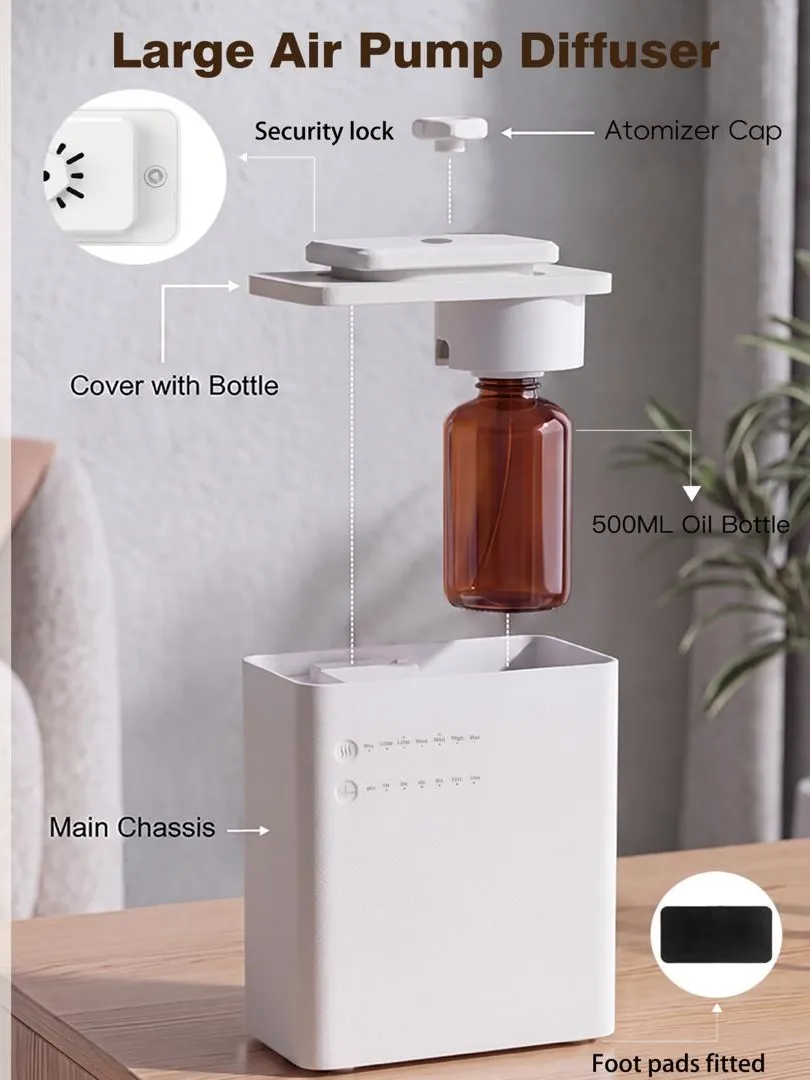 Large Air Pump Diffuser
Security lock
Atomizer Cap
Cover with Bottle
500ML Oil Bottle
Main Chassis
Foot pads fitted